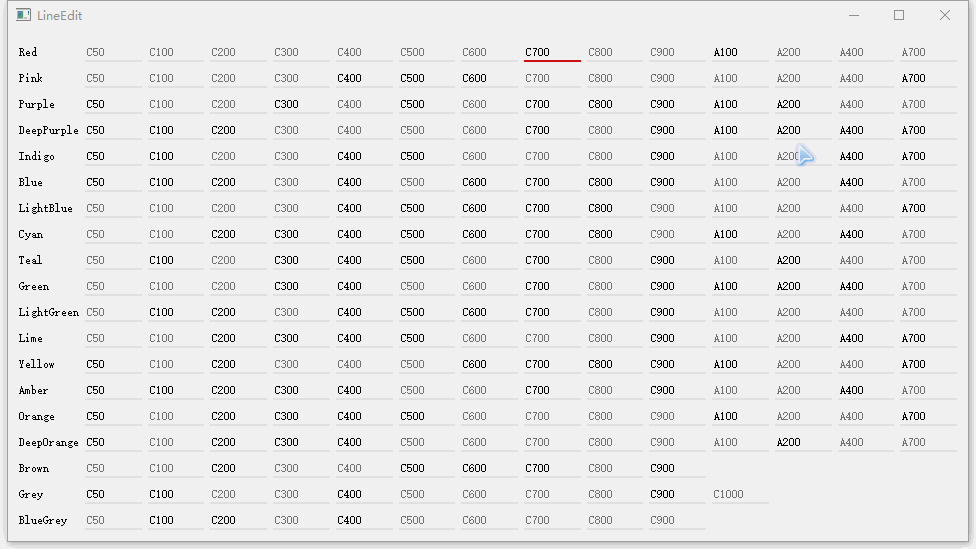 LineEdit
Red C50 C100 C200 C300 C400 C500 C600 C700 C800 C900 A100 A200 A400 A700
Pink C50 C100 C200 C300 C400 C500 C600 C700 C800 C900 A100 A200 A400 A700
Purple C50 C100 C200 C300 C400 C500 C600 C700 C800 C900 A100 A200 A400 A700
DeepPurple C50 C100 C200 C300 C400 C500 C600 C700 C800 C900 A100 A200 A400 A700
Indigo C50 C100 C200 C300 C400 C500 C600 C700 C800 C900 A100 A200 A400 A700
Blue C50 C100 C200 C300 C400 C500 C600 C700 C800 C900 A100 A200 A400 A700
LightBlue C50 C100 C200 C300 C400 C500 C600 C700 C800 C900 A100 A200 A400 A700
Cyan C50 C100 C200 C300 C400 C500 C600 C700 C800 C900 A100 A200 A400 A700
Teal C50 C100 C200 C300 C400 C500 C600 C700 C800 C900 A100 A200 A400 A700
Green C50 C100 C200 C300 C400 C500 C600 C700 C800 C900 A100 A200 A400 A700
LightGreen C50 C100 C200 C300 C400 C500 C600 C700 C800 C900 A100 A200 A400 A700
Lime C50 C100 C200 C300 C400 C500 C600 C700 C800 C900 A100 A200 A400 A700
Yellow C50 C100 C200 C300 C400 C500 C600 C700 C800 C900 A100 A200 A400 A700
Amber C50 C100 C200 C300 C400 C500 C600 C700 C800 C900 A100 A200 A400 A700
Orange C50 C100 C200 C300 C400 C500 C600 C700 C800 C900 A100 A200 A400 A700
DeepOrange C50 C100 C200 C300 C400 C500 C600 C700 C800 C900 A100 A200 A400 A700
Brown C50 C100 C200 C300 C400 C500 C600 C700 C800 C900
Grey C50 C100 C200 C300 C400 C500 C600 C700 C800 C900 C1000
BlueGrey C50 C100 C200 C300 C400 C500 C600 C700 C800 C900